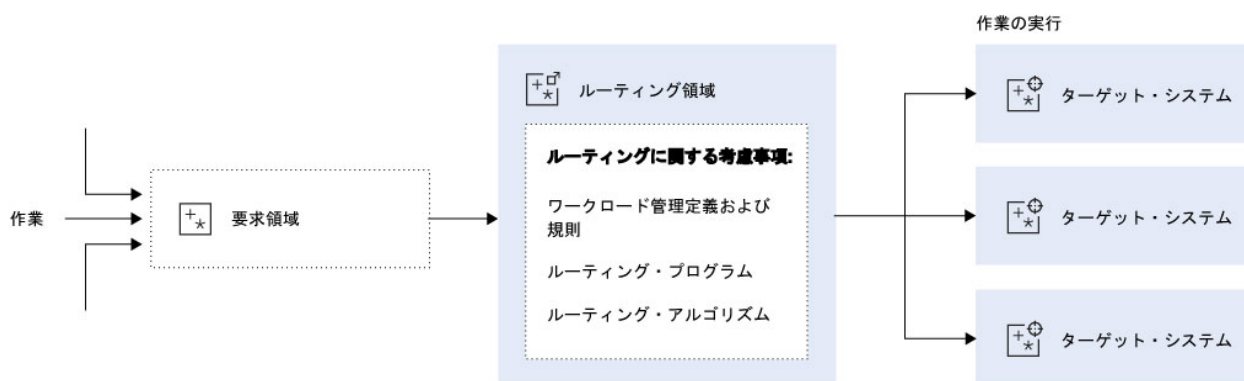 作業
要求領域
ルーティング領域
ルーティングに関する考慮事項:
ワークロード管理定義および
規則
ルーティング・プログラム
ルーティング・アルゴリズム
作業の実行
ターゲット・システム
ターゲット・システム
ターゲット・システム